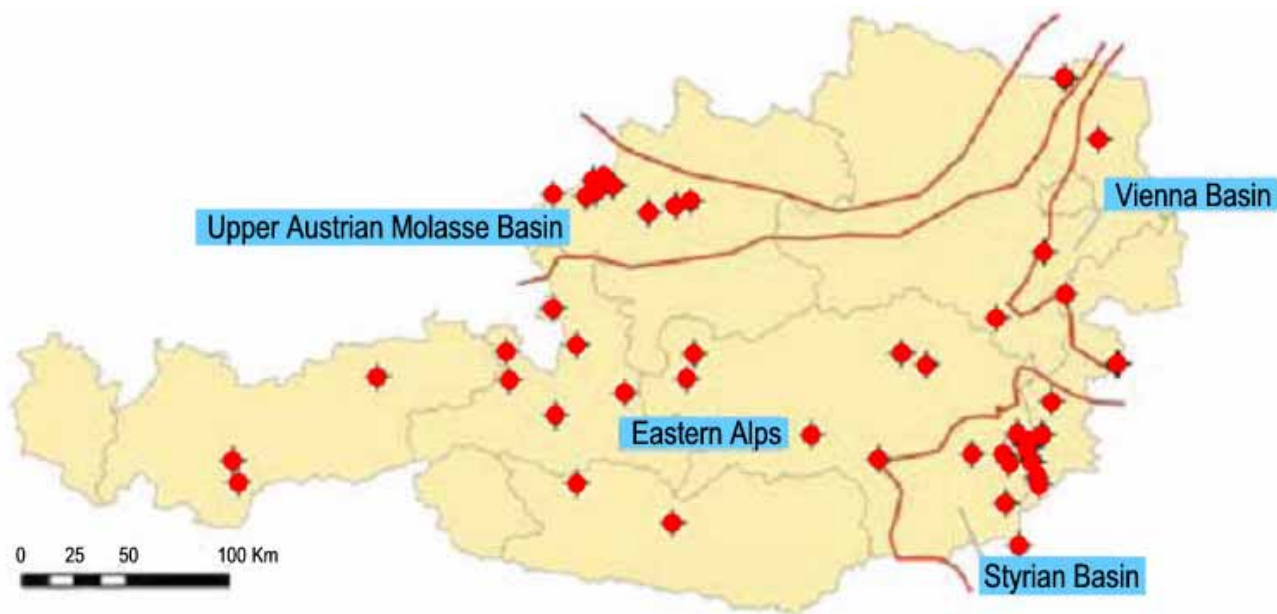 Vienna Basin
Upper Austrian Molasse Basin
Eastern Alps
Styrian Basin
0 25 50 100 Km